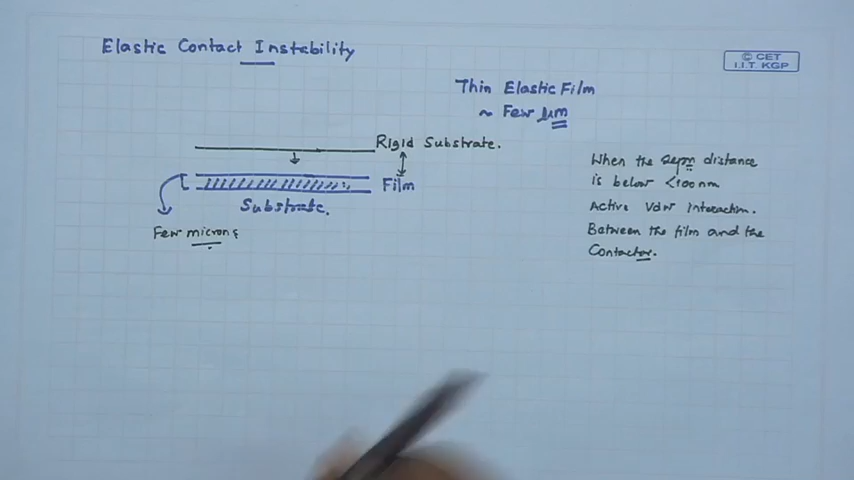 Elastic Contact Instability
© CET
I.I.T. KGP
Thin Elastic Film
~ Few μm
Rigid Substrate.
Film
Substrate.
Few microns
When the sepn distance
is below <100nm
Active VdW interaction.
Between the film and the
Contactor.